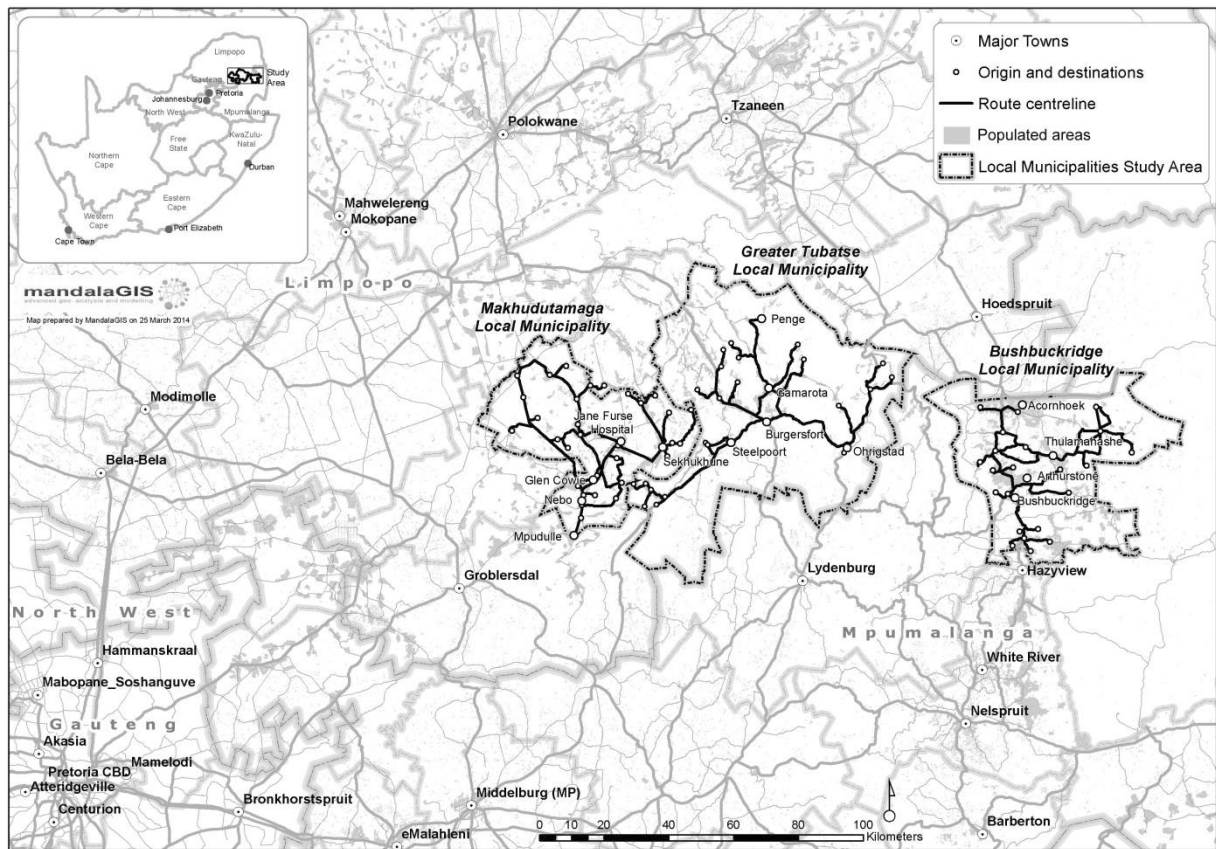 Limpopo
Gauteng
Study
Area
Pretoria
Johannesburg
North West
Mpumalanga
Free
State
KwaZulu-
Natal
Northern
Cape
Durban
Eastern
Cape
Western
Cape
Cape Town
Port Elizabeth
mandalaGIS
advanced geo-analysis and modelling
Map prepared by MandalaGIS on 25 March 2014
Major Towns
Origin and destinations
Route centreline
Populated areas
Local Municipalities Study Area
Polokwane
Tzaneen
Mahwelereng
Mokopane
Limpopo
Greater Tubatse
Local Municipality
Makhudutamaga
Local Municipality
Hoedspruit
Bushbuckridge
Local Municipality
Penge
Modimolle
Gamarota
Acornhoek
Jane Furse
Hospital
Burgersfort
Thulamahashe
Steelpoort
Ohrigstad
Sekhukhune
Bela-Bela
Glen Cowie
Arthurstone
Nebo
Bushbuckridge
Mpudulle
Hazyview
Groblersdal
Lydenburg
North West
Mpumalanga
Hammanskraal
White River
Mabopane_Soshanguve
Gauteng
Nelspruit
Akasia
Mamelodi
Pretoria CBD
Atteridgeville
Centurion
Bronkhorstspruit
Middelburg (MP)
eMalahleni
Barberton
0 10 20 40 60 80 100
Kilometers